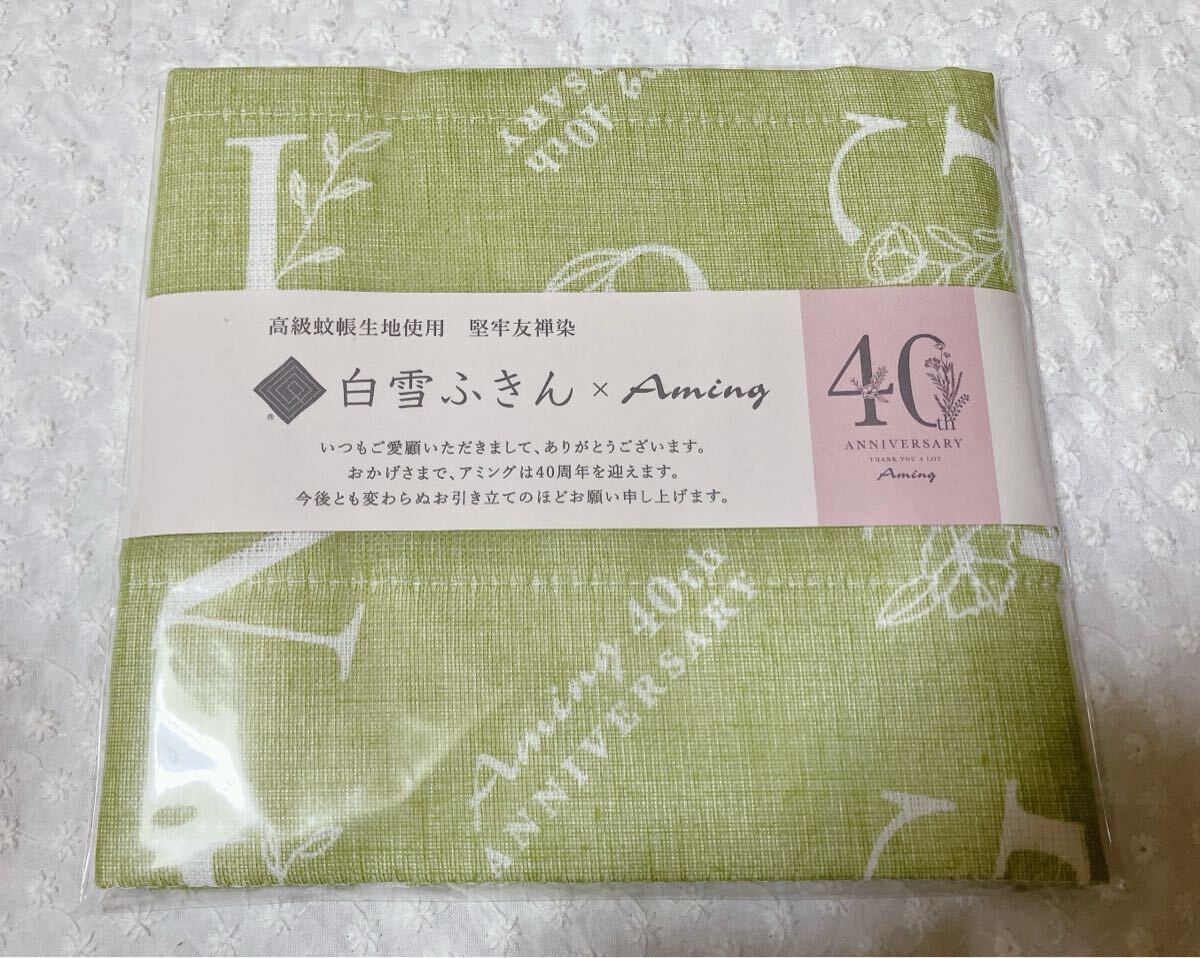 40th
ARY
高級蚊帳生地使用 堅牢友禅染
® 白雪ふきん × Aming
いつもご愛顧いただきまして、ありがとうございます。
おかげさまで、アミングは40周年を迎えます。
今後とも変わらぬお引き立てのほどお願い申し上げます。
40th
ANNIVERSARY
THANK YOU A LOT
Aming
Aming 40th
ANNIVERSARY